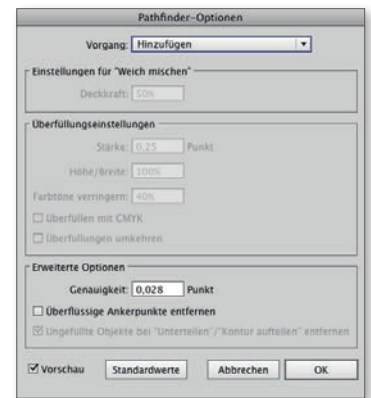 Pathfinder-Optionen
Vorgang: Hinzufügen
Einstellungen für "Weich mischen"
Deckkraft: 50%
Überfüllungseinstellungen
Stärke: 0,25 Punkt
Höhe/Breite: 100%
Farbtöne verringern: 40%
Überfüllen mit CMYK
Überfüllungen umkehren
Erweiterte Optionen
Genauigkeit: 0,028 Punkt
Überflüssige Ankerpunkte entfernen
Ungefüllte Objekte bei "Unterteilen"/"Kontur aufteilen" entfernen
Vorschau Standardwerte Abbrechen OK